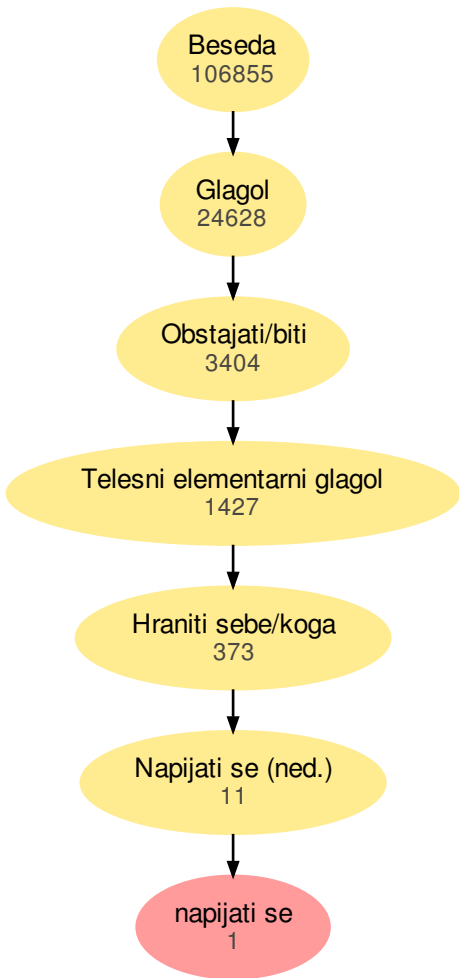 Beseda
106855
Glagol
24628
Obstajati/biti
3404
Telesni elementarni glagol
1427
Hraniti sebe/koga
373
Napijati se (ned.)
11
napijati se
1